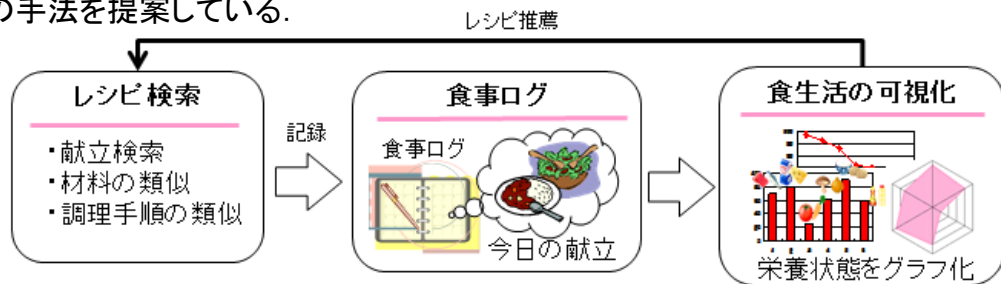 の手法を提案している.
レシピ推薦
レシピ検索
・献立検索
・材料の類似
・調理手順の類似
記録
食事ログ
食事ログ
今日の献立
食生活の可視化
栄養状態をグラフ化